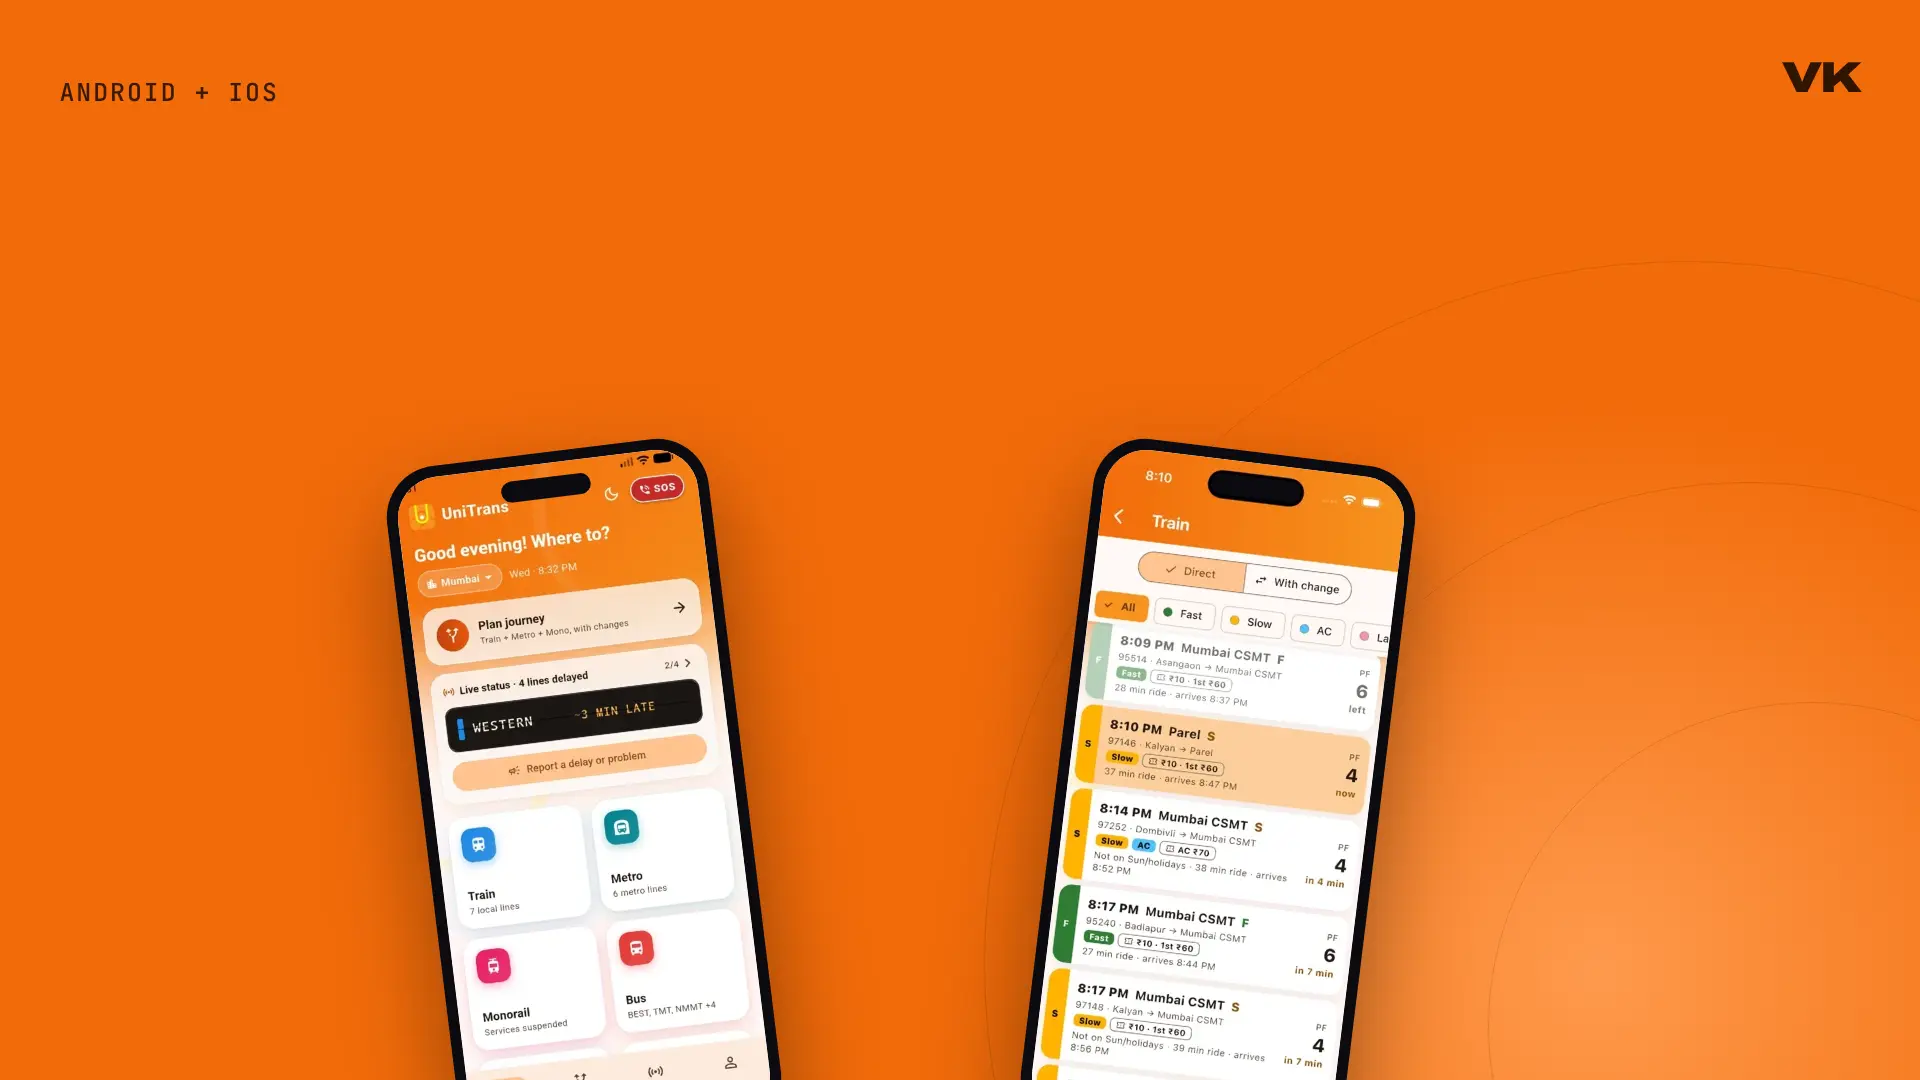 ANDROID + IOS
VK
SOS
UniTrans
Good evening! Where to?
Mumbai
Wed · 8:32 PM
Plan journey
Train + Metro + Mono, with changes
Live status · 4 lines delayed
2/4
WESTERN
~3 MIN LATE
Report a delay or problem
Train
7 local lines
Metro
6 metro lines
Monorail
Services suspended
Bus
BEST, TMT, NMMT +4
8:10
Train
Direct
With change
All
Fast
Slow
AC
La
F
8:09 PM Mumbai CSMT F
95514 · Asangaon → Mumbai CSMT
Fast
₹10 · 1st ₹60
28 min ride · arrives 8:37 PM
PF
6
left
S
8:10 PM Parel S
97146 · Kalyan → Parel
Slow
₹10 · 1st ₹60
37 min ride · arrives 8:47 PM
PF
4
now
S
8:14 PM Mumbai CSMT S
97252 · Dombivli → Mumbai CSMT
Slow
AC
AC ₹70
Not on Sun/holidays · 38 min ride · arrives
8:52 PM
PF
4
in 4 min
F
8:17 PM Mumbai CSMT F
95240 · Badlapur → Mumbai CSMT
Fast
₹10 · 1st ₹60
27 min ride · arrives 8:44 PM
PF
6
in 7 min
S
8:17 PM Mumbai CSMT S
97148 · Kalyan → Mumbai CSMT
Slow
₹10 · 1st ₹60
Not on Sun/holidays · 39 min ride · arrives
8:56 PM
PF
4
in 7 min